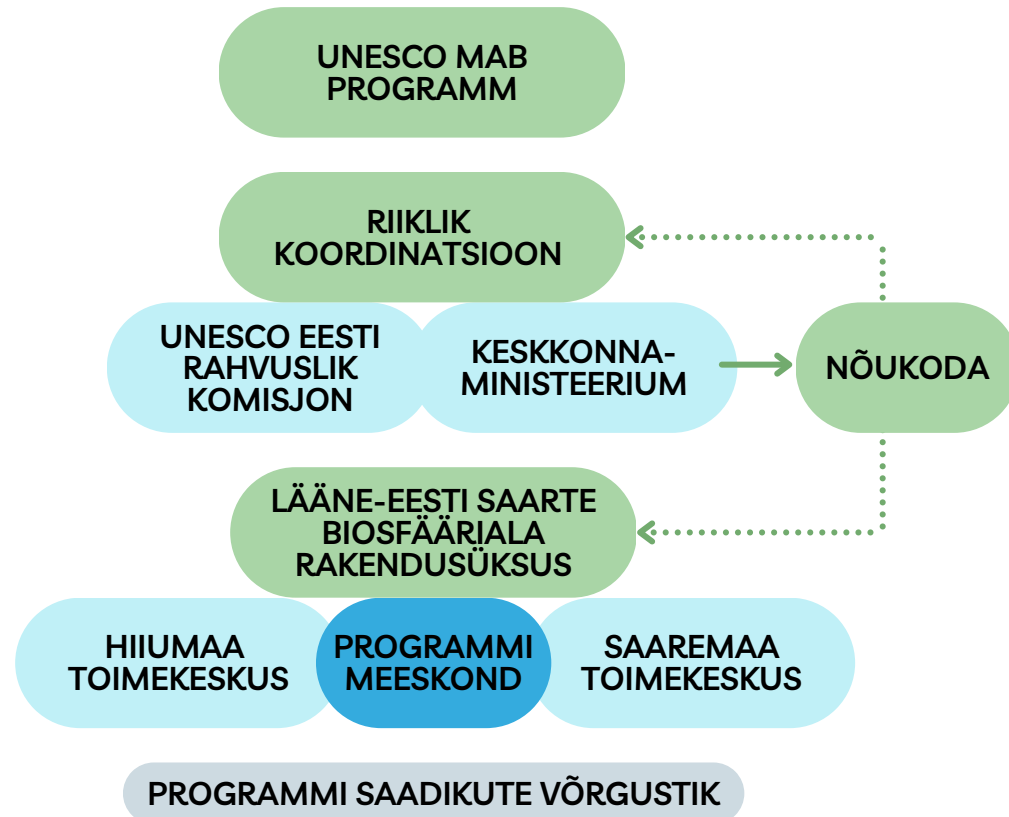 UNESCO MAB
PROGRAMM
RIIKLIK
KOORDINATSIOON
UNESCO EESTI
RAHVUSLIK
KOMISJON
KESKKONNA-
MINISTEERIUM
NÕUKODA
LÄÄNE-EESTI SAARTE
BIOSFÄÄRIALA
RAKENDUSÜKSUS
HIIUMAA
TOIMEKESKUS
PROGRAMMI
MEESKOND
SAAREMAA
TOIMEKESKUS
PROGRAMMI SAADIKUTE VÕRGUSTIK